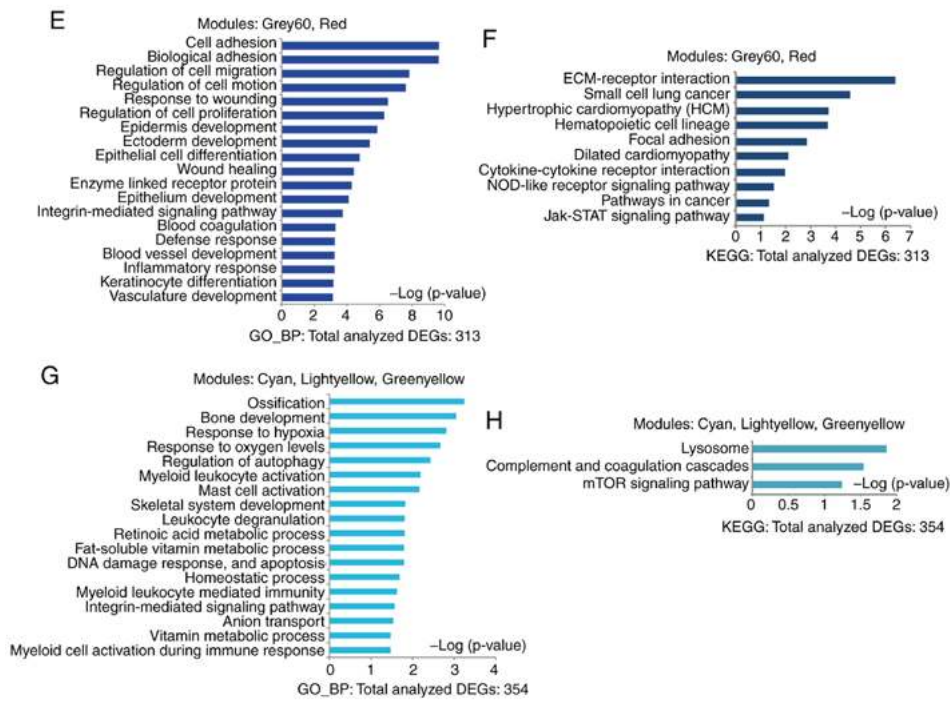 E
Modules: Grey60, Red
Cell adhesion
Biological adhesion
Regulation of cell migration
Regulation of cell motion
Response to wounding
Regulation of cell proliferation
Epidermis development
Ectoderm development
Epithelial cell differentiation
Wound healing
Enzyme linked receptor protein
Epithelium development
Integrin-mediated signaling pathway
Blood coagulation
Defense response
Blood vessel development
Inflammatory response
Keratinocyte differentiation
Vasculature development
–Log (p-value)
0 2 4 6 8 10
GO_BP: Total analyzed DEGs: 313
F
Modules: Grey60, Red
ECM-receptor interaction
Small cell lung cancer
Hypertrophic cardiomyopathy (HCM)
Hematopoietic cell lineage
Focal adhesion
Dilated cardiomyopathy
Cytokine-cytokine receptor interaction
NOD-like receptor signaling pathway
Pathways in cancer
Jak-STAT signaling pathway
–Log (p-value)
0 1 2 3 4 5 6 7
KEGG: Total analyzed DEGs: 313
G
Modules: Cyan, Lightyellow, Greenyellow
Ossification
Bone development
Response to hypoxia
Response to oxygen levels
Regulation of autophagy
Myeloid leukocyte activation
Mast cell activation
Skeletal system development
Leukocyte degranulation
Retinoic acid metabolic process
Fat-soluble vitamin metabolic process
DNA damage response, and apoptosis
Homeostatic process
Myeloid leukocyte mediated immunity
Integrin-mediated signaling pathway
Anion transport
Vitamin metabolic process
Myeloid cell activation during immune response
–Log (p-value)
0 1 2 3 4
GO_BP: Total analyzed DEGs: 354
H
Modules: Cyan, Lightyellow, Greenyellow
Lysosome
Complement and coagulation cascades
mTOR signaling pathway
–Log (p-value)
0 0.5 1 1.5 2
KEGG: Total analyzed DEGs: 354